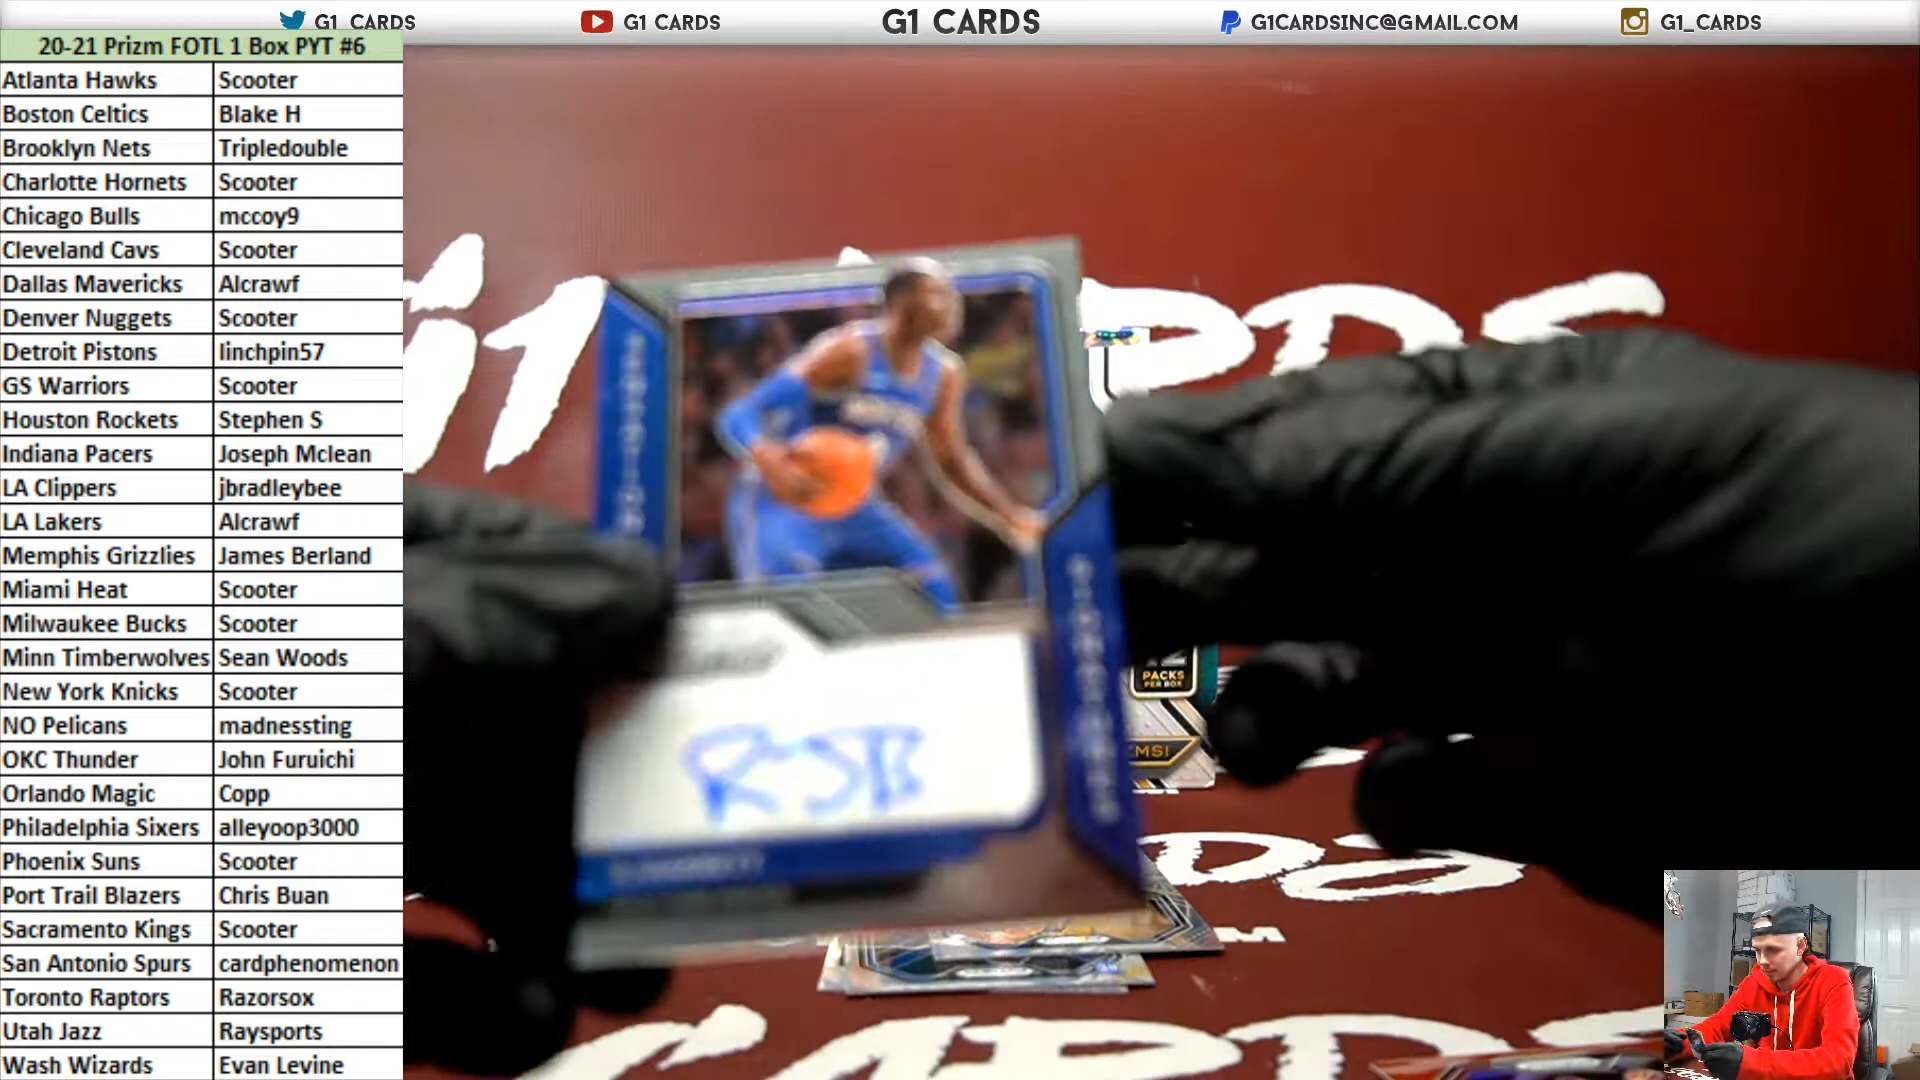 G1_CARDS G1 CARDS G1 CARDS G1CARDSINC@GMAIL.COM G1_CARDS
20-21 Prizm FOTL 1 Box PYT #6
Atlanta Hawks Scooter
Boston Celtics Blake H
Brooklyn Nets Tripledouble
Charlotte Hornets Scooter
Chicago Bulls mccoy9
Cleveland Cavs Scooter
Dallas Mavericks Alcrawf
Denver Nuggets Scooter
Detroit Pistons linchpin57
GS Warriors Scooter
Houston Rockets Stephen S
Indiana Pacers Joseph Mclean
LA Clippers jbradleybee
LA Lakers Alcrawf
Memphis Grizzlies James Berland
Miami Heat Scooter
Milwaukee Bucks Scooter
Minn Timberwolves Sean Woods
New York Knicks Scooter
NO Pelicans madnessting
OKC Thunder John Furuichi
Orlando Magic Copp
Philadelphia Sixers alleyoop3000
Phoenix Suns Scooter
Port Trail Blazers Chris Buan
Sacramento Kings Scooter
San Antonio Spurs cardphenomenon
Toronto Raptors Razorsox
Utah Jazz Raysports
Wash Wizards Evan Levine
PACKS
PER BOX
RJB